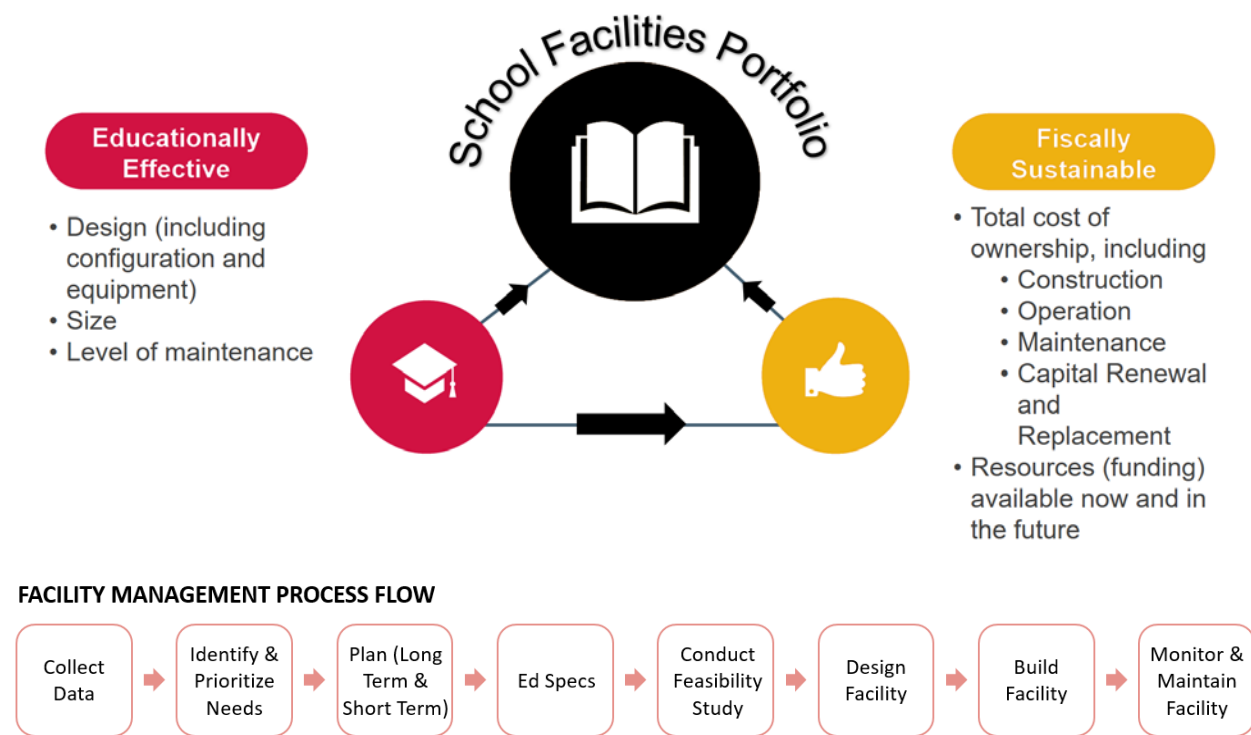 School Facilities Portfolio
Educationally
Effective
• Design (including
configuration and
equipment)
• Size
• Level of maintenance
Fiscally
Sustainable
• Total cost of
ownership, including
• Construction
• Operation
• Maintenance
• Capital Renewal
and
Replacement
• Resources (funding)
available now and in
the future
FACILITY MANAGEMENT PROCESS FLOW
Collect
Data
Identify &
Prioritize
Needs
Plan (Long
Term &
Short Term)
Ed Specs
Conduct
Feasibility
Study
Design
Facility
Build
Facility
Monitor &
Maintain
Facility